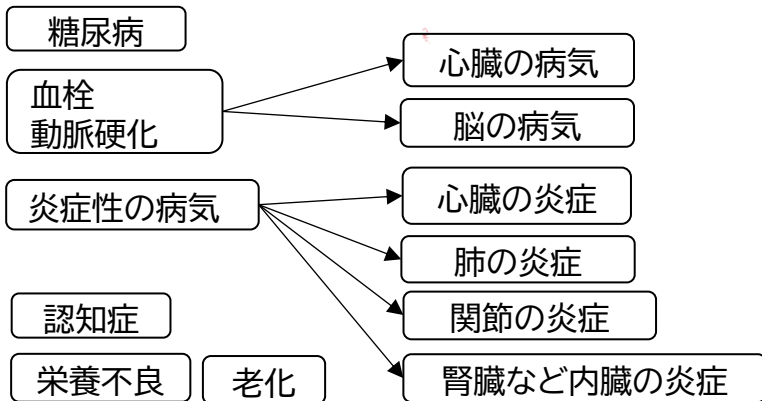 糖尿病
血栓
動脈硬化
心臓の病気
脳の病気
炎症性の病気
心臓の炎症
肺の炎症
関節の炎症
腎臓など内臓の炎症
認知症
栄養不良
老化